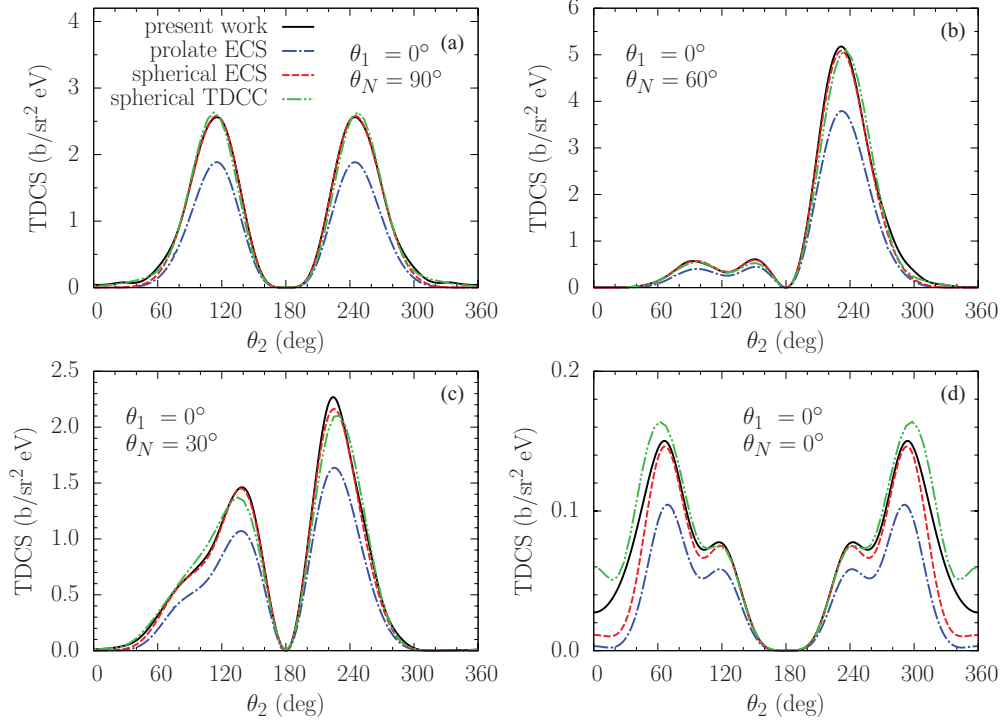 present work
prolate ECS
spherical ECS
spherical TDCC
(a)
θ1 = 0°
θN = 90°
TDCS (b/sr² eV)
0 1 2 3 4
0 60 120 180 240 300 360
θ2 (deg)
(b)
θ1 = 0°
θN = 60°
TDCS (b/sr² eV)
0 1 2 3 4 5 6
0 60 120 180 240 300 360
θ2 (deg)
(c)
θ1 = 0°
θN = 30°
TDCS (b/sr² eV)
0.0 0.5 1.0 1.5 2.0 2.5
0 60 120 180 240 300 360
θ2 (deg)
(d)
θ1 = 0°
θN = 0°
TDCS (b/sr² eV)
0.0 0.1 0.2
0 60 120 180 240 300 360
θ2 (deg)